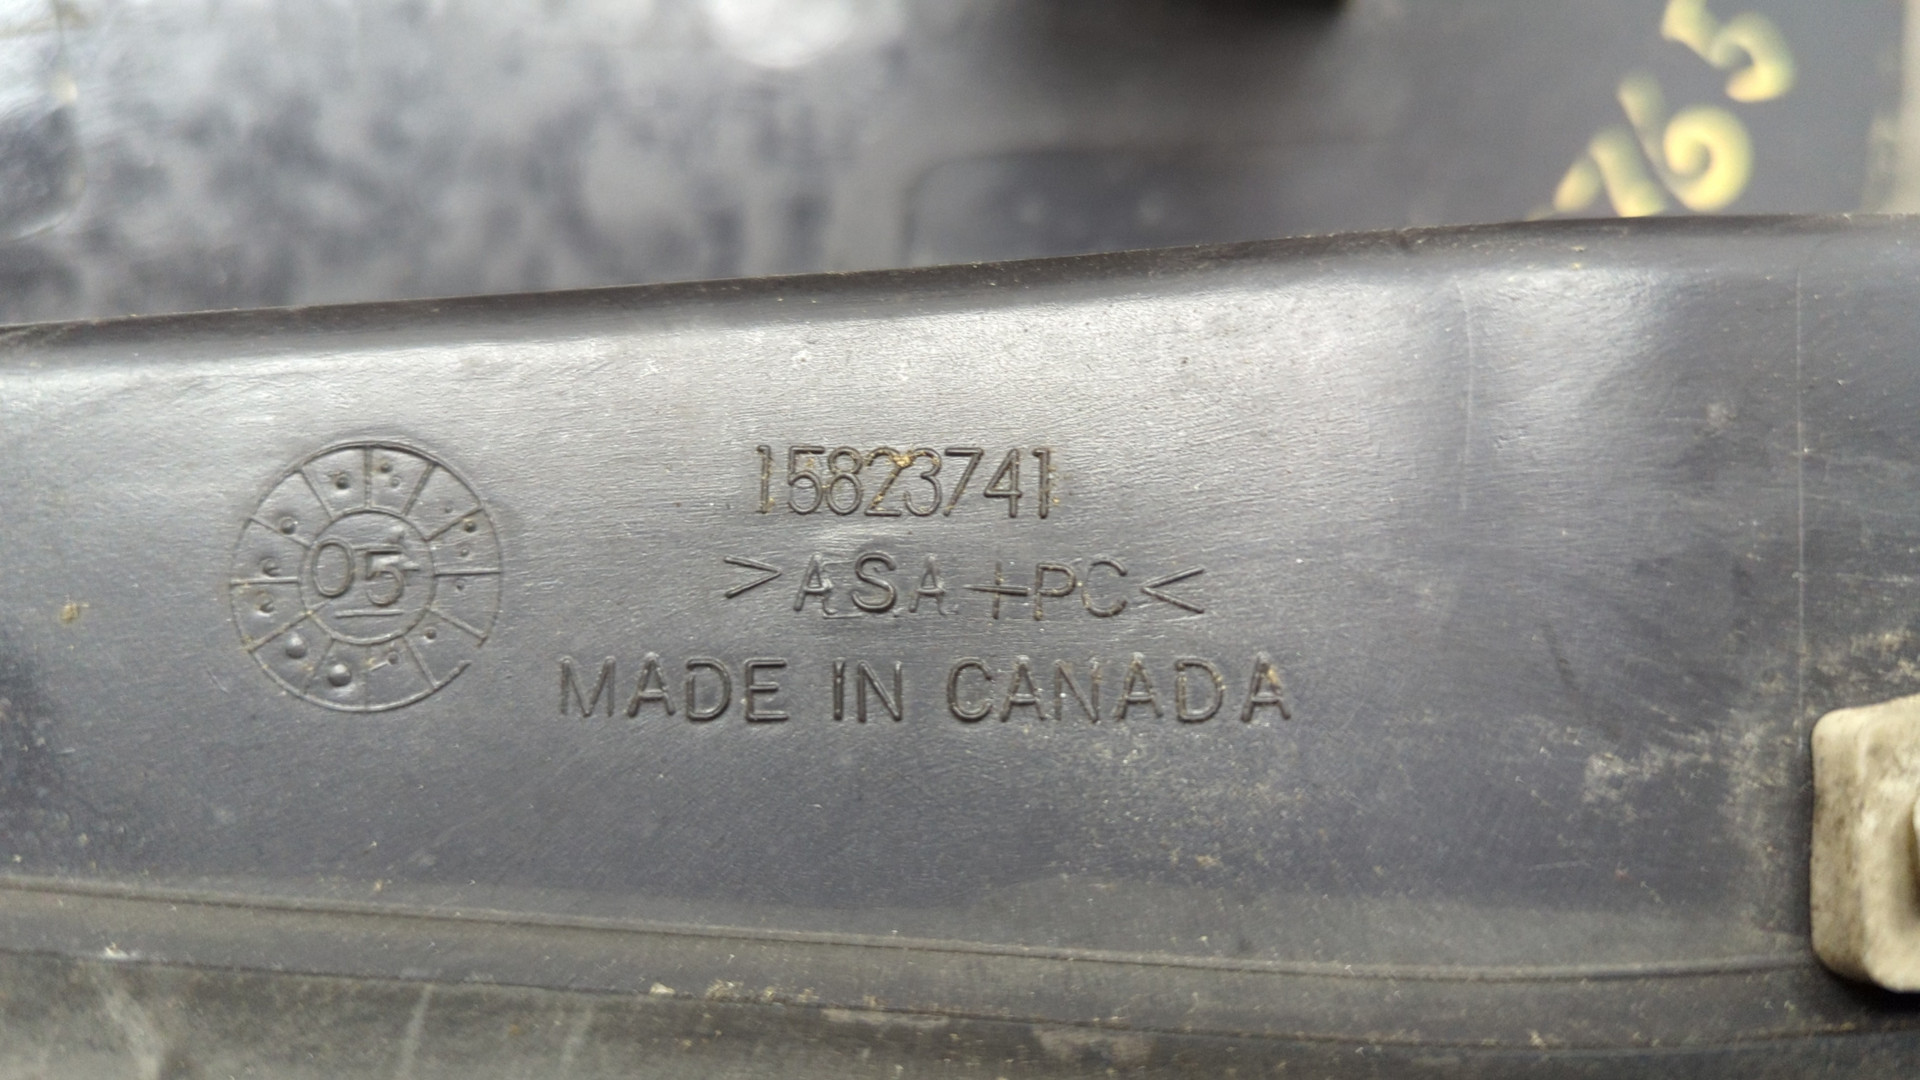 15823741
05
>ASA+PC<
MADE IN CANADA